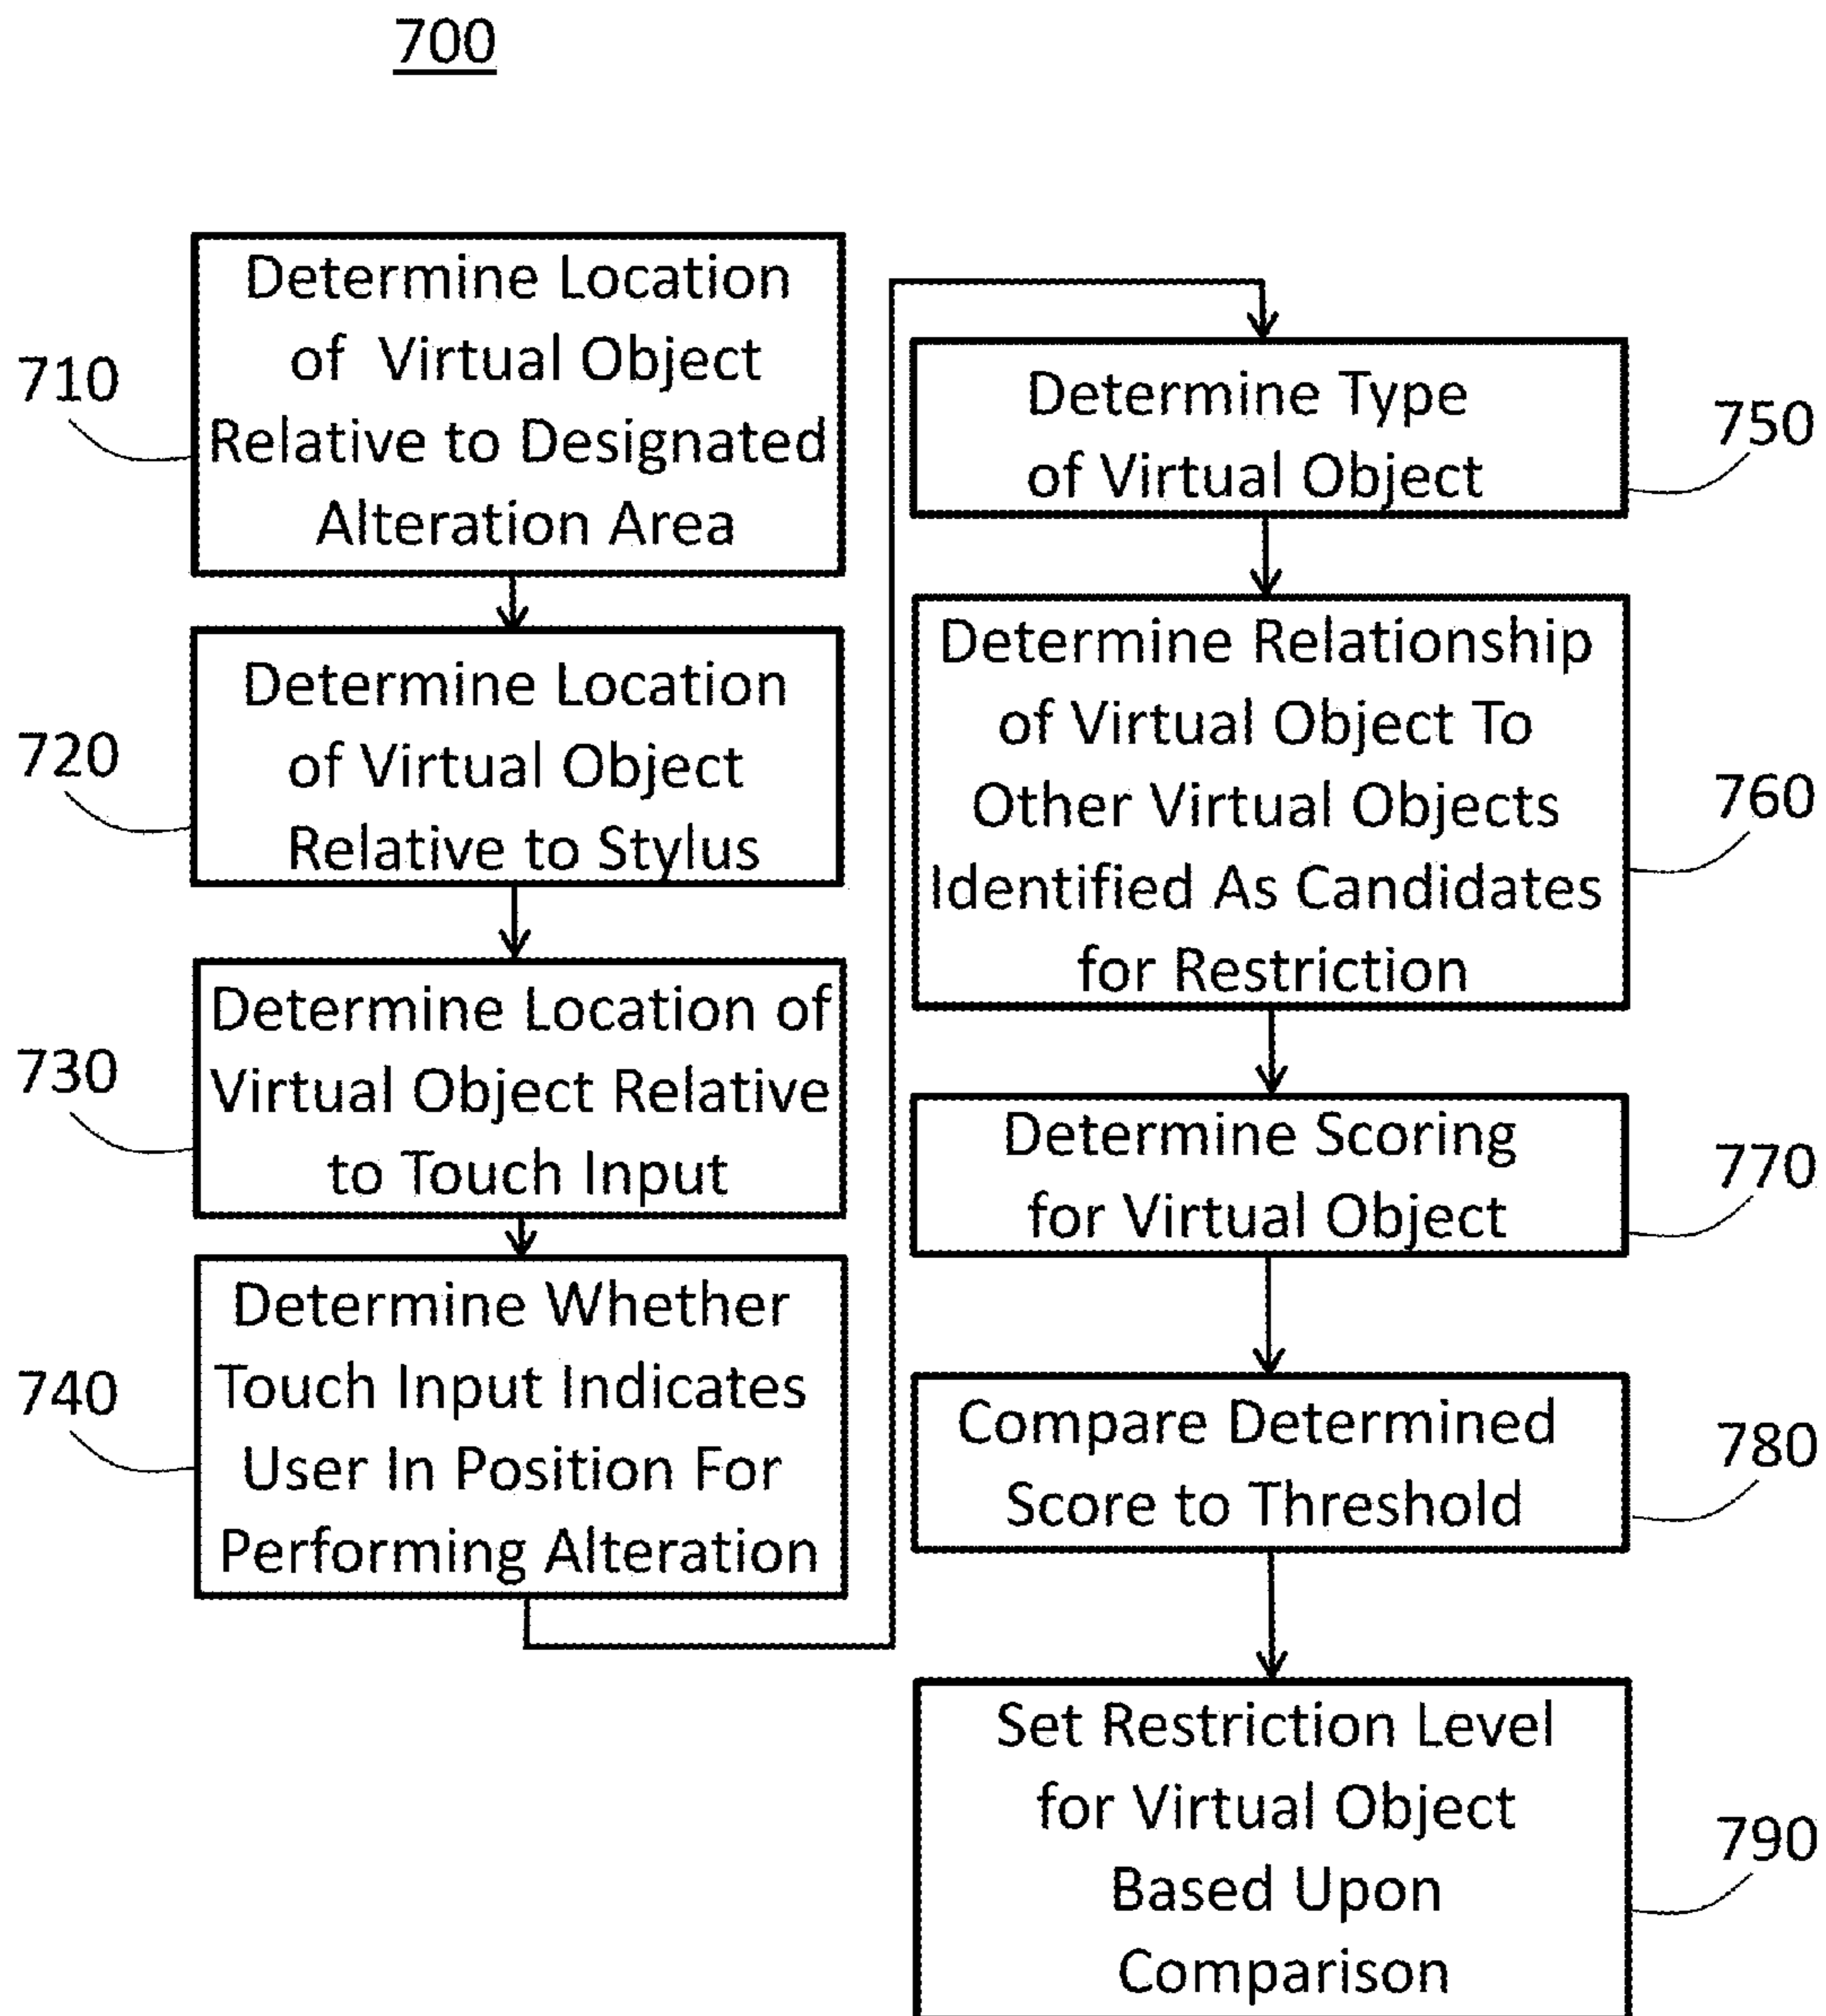 700
710
Determine Location
of Virtual Object
Relative to Designated
Alteration Area
720
Determine Location
of Virtual Object
Relative to Stylus
730
Determine Location of
Virtual Object Relative
to Touch Input
740
Determine Whether
Touch Input Indicates
User In Position For
Performing Alteration
Determine Type
of Virtual Object
750
Determine Relationship
of Virtual Object To
Other Virtual Objects
Identified As Candidates
for Restriction
760
Determine Scoring
for Virtual Object
770
Compare Determined
Score to Threshold
780
Set Restriction Level
for Virtual Object
Based Upon
Comparison
790